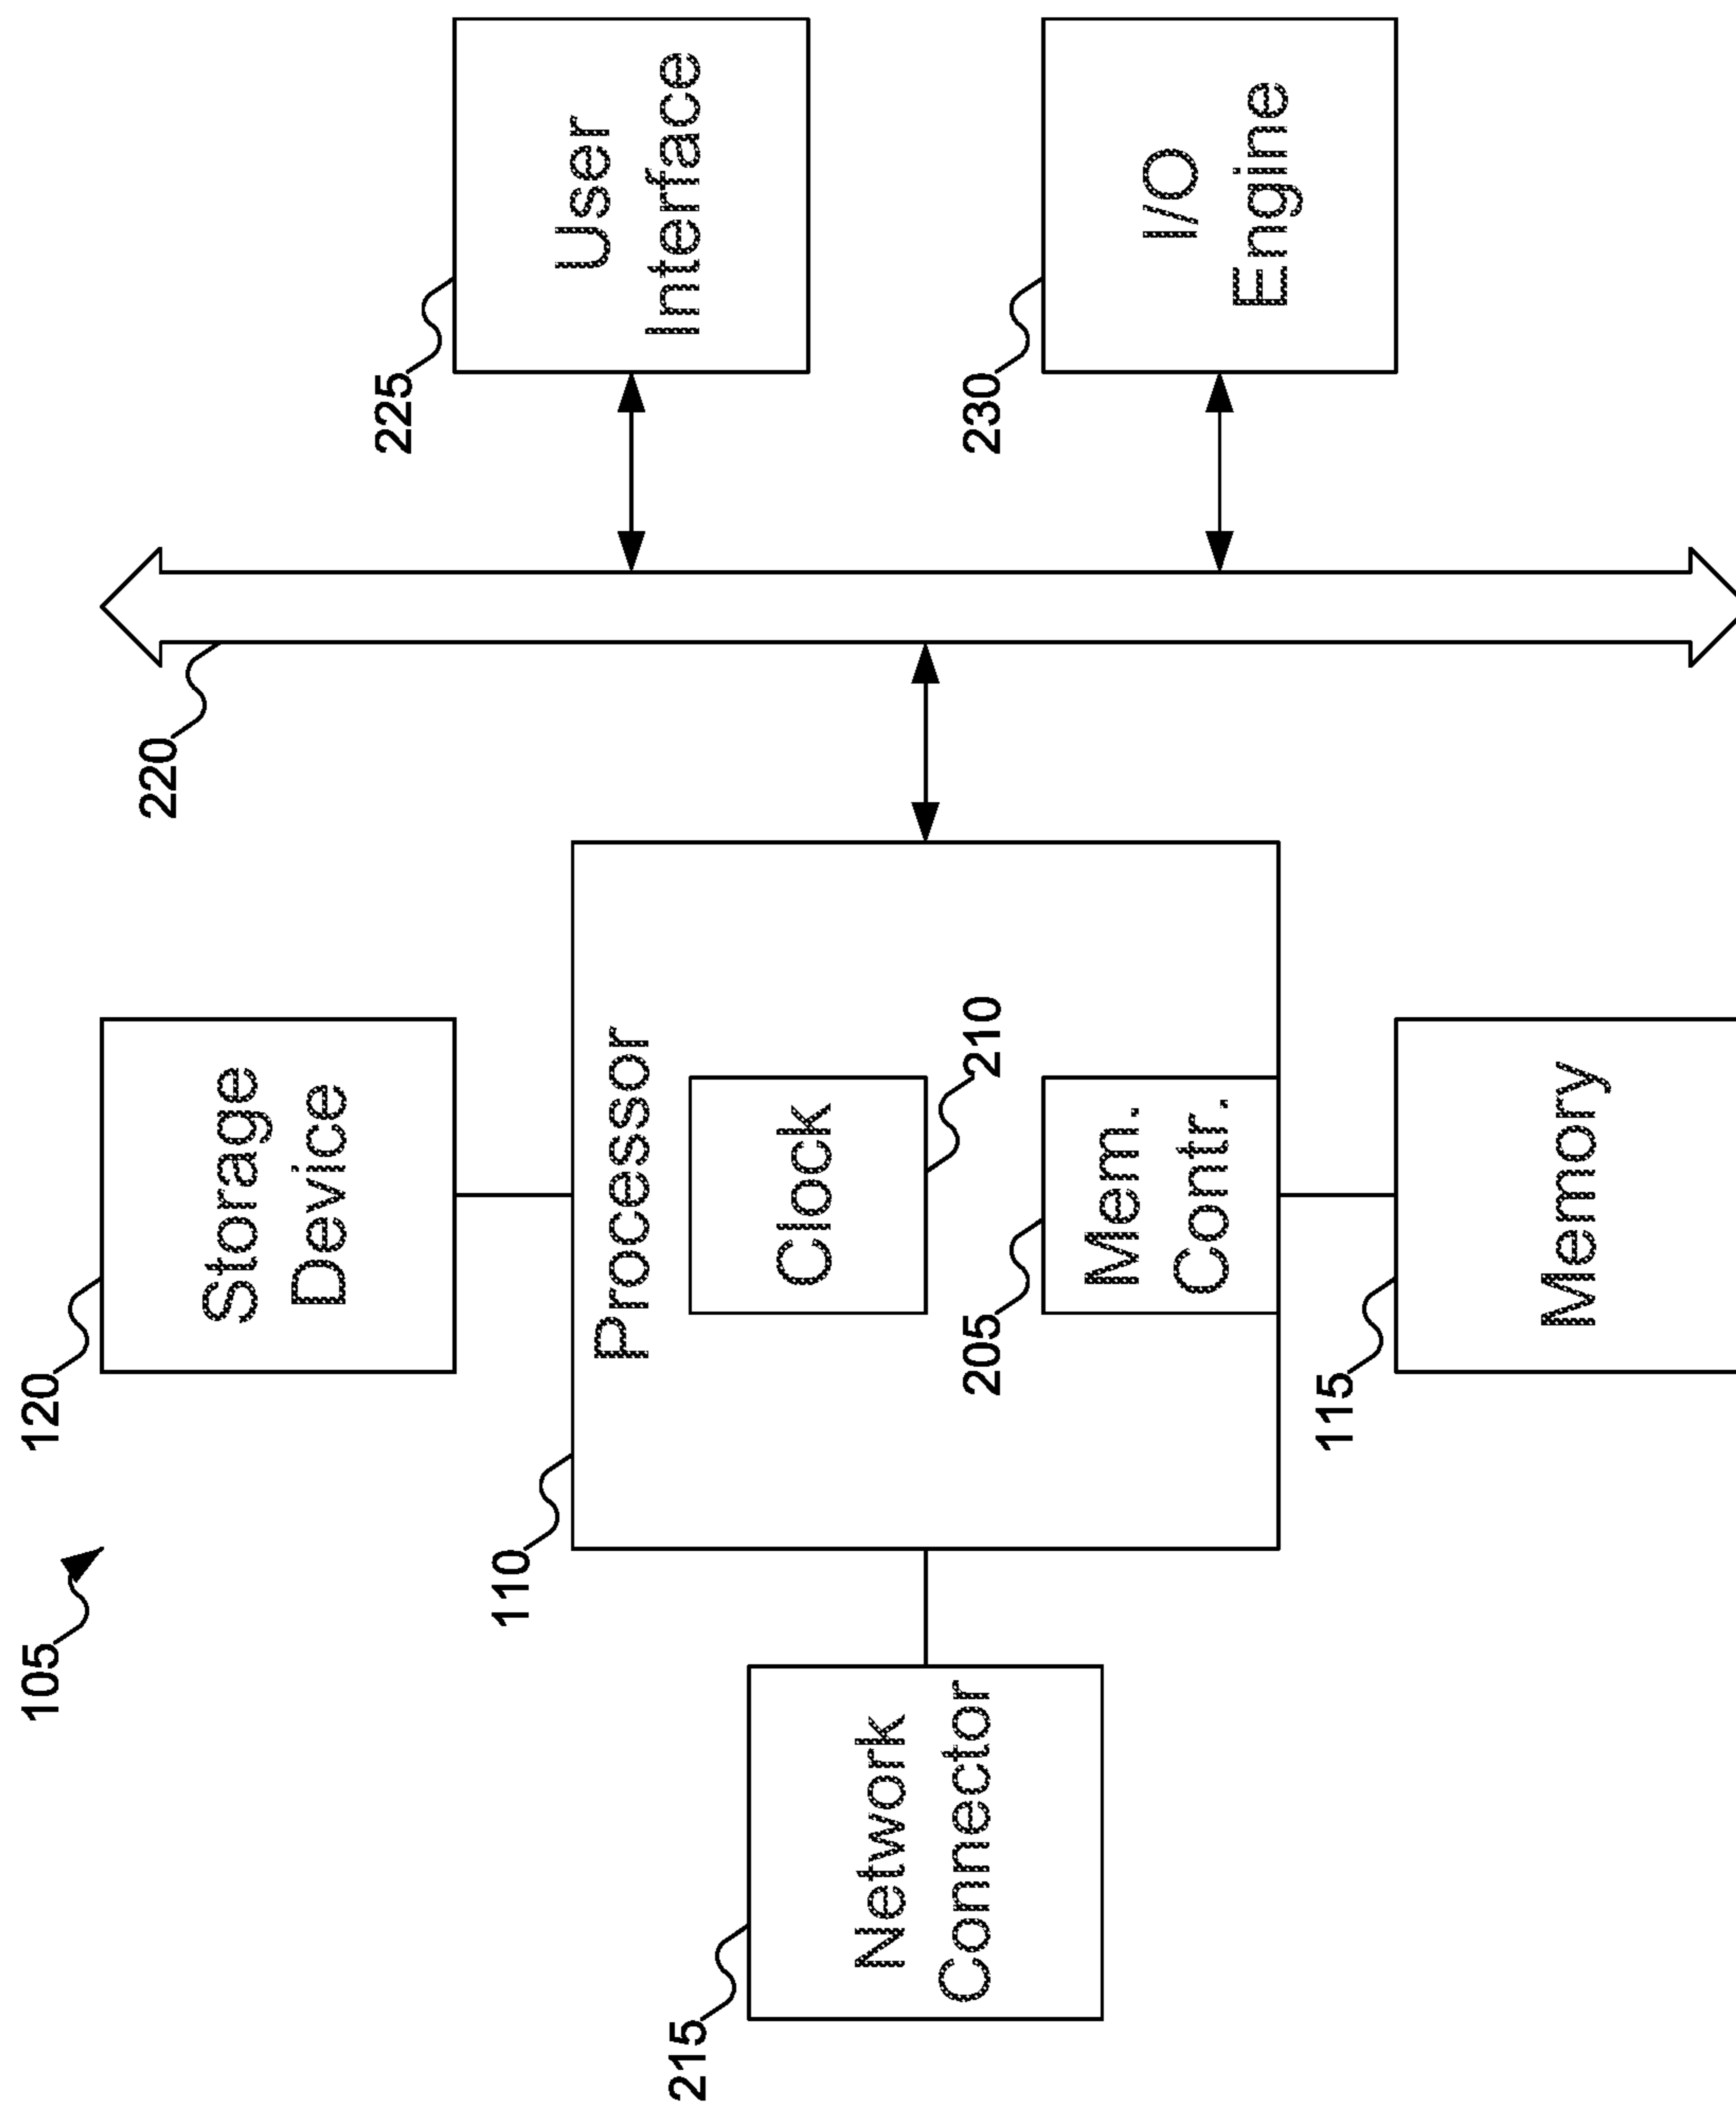 105
120
Storage
Device
110
Processor
Clock
210
205
Mem.
Contr.
115
Memory
215
Network
Connector
220
225
User
Interface
230
I/O
Engine